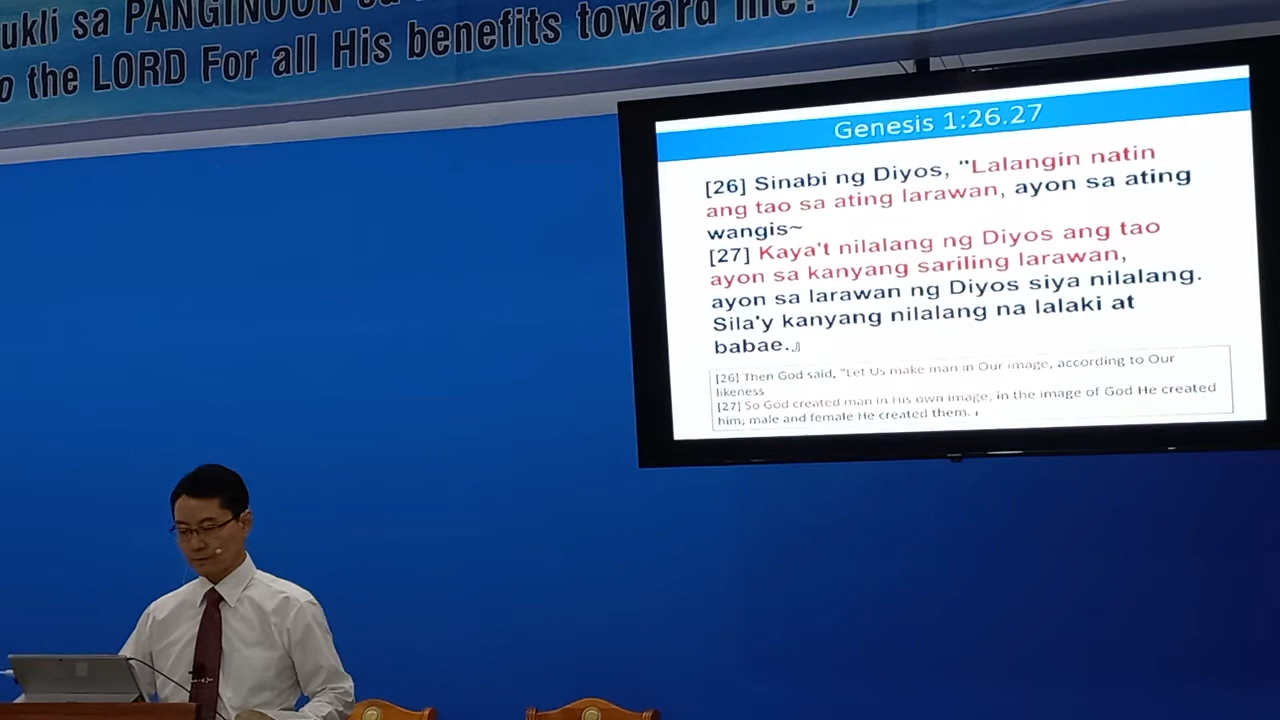 ukli sa PANGINOON sa
o the LORD For all His benefits toward me?")
Genesis 1:26.27
[26] Sinabi ng Diyos, "Lalangin natin
ang tao sa ating larawan, ayon sa ating
wangis~
[27] Kaya't nilalang ng Diyos ang tao
ayon sa kanyang sariling larawan,
ayon sa larawan ng Diyos siya nilalang.
Sila'y kanyang nilalang na lalaki at
babae.』
[26] Then God said, "Let Us make man in Our image, according to Our
likeness
[27] So God created man in His own image, in the image of God He created
him; male and female He created them.